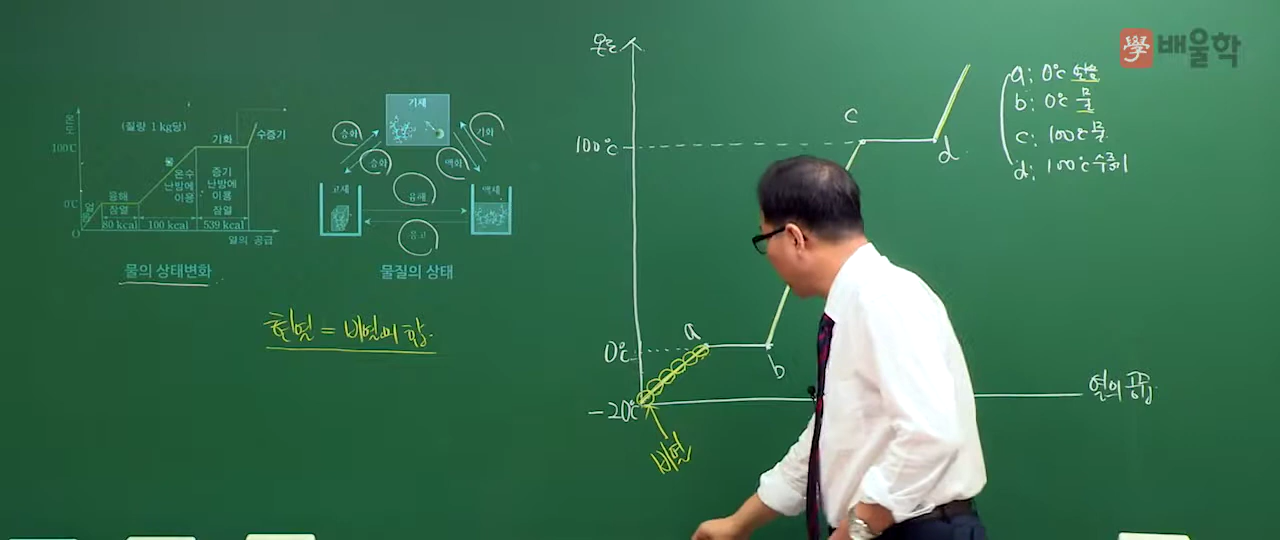 學 배울학
온도
100℃
0℃
-20℃
a
b
c
d
비열
열의 공급
a: 0℃ 얼음
b: 0℃ 물
c: 100℃ 물
d: 100℃ 수증기
현열 = 비열의 합
온도
(질량 1kg당)
100℃
0℃
O
얼음
융해
잠열
물
온수
난방에
이용
기화
증기
난방에
이용
잠열
수증기
80 kcal
100 kcal
539 kcal
열의 공급
물의 상태변화
기체
승화
승화
기화
액화
고체
액체
융해
응고
물질의 상태